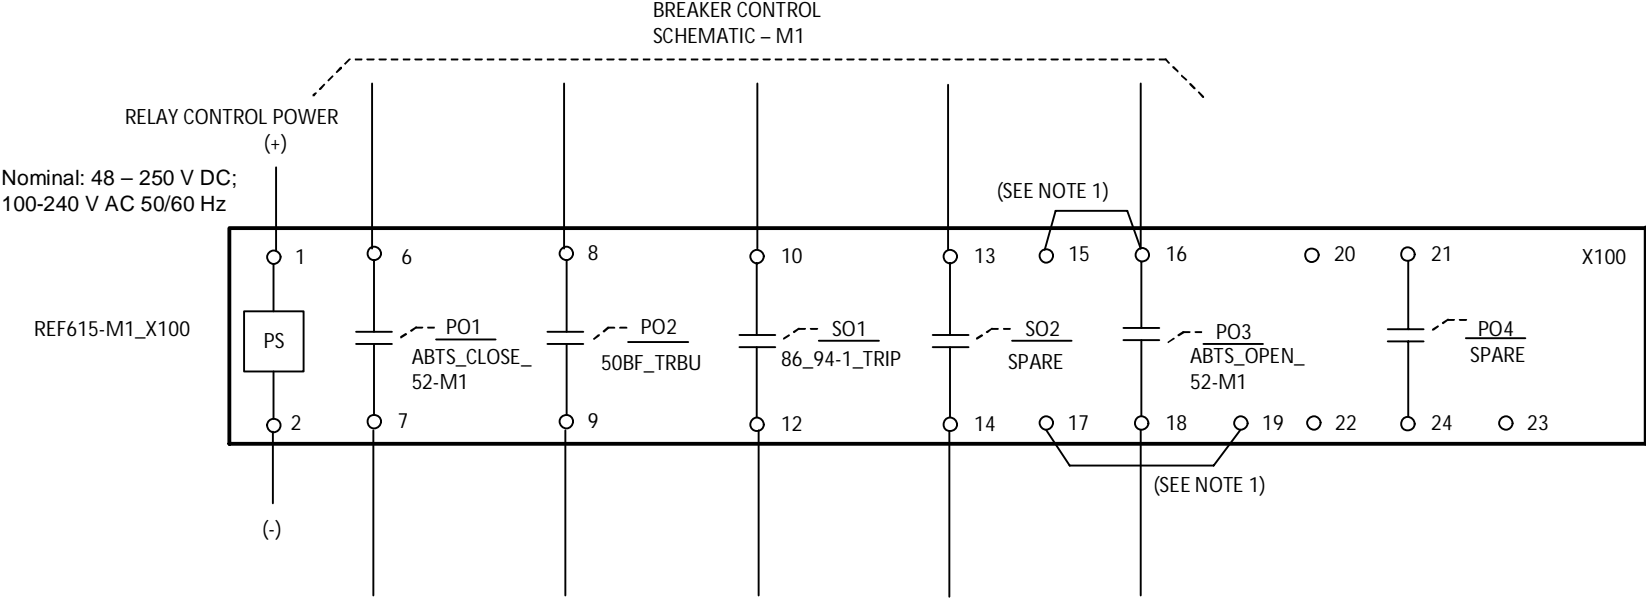 BREAKER CONTROL
SCHEMATIC – M1
RELAY CONTROL POWER
(+)
Nominal: 48 – 250 V DC;
100-240 V AC 50/60 Hz
(SEE NOTE 1)
1
6
8
10
13
15
16
20
21
X100
REF615-M1_X100
PS
PO1
ABTS_CLOSE_
52-M1
PO2
50BF_TRBU
SO1
86_94-1_TRIP
SO2
SPARE
PO3
ABTS_OPEN_
52-M1
PO4
SPARE
2
7
9
12
14
17
18
19
22
24
23
(SEE NOTE 1)
(-)